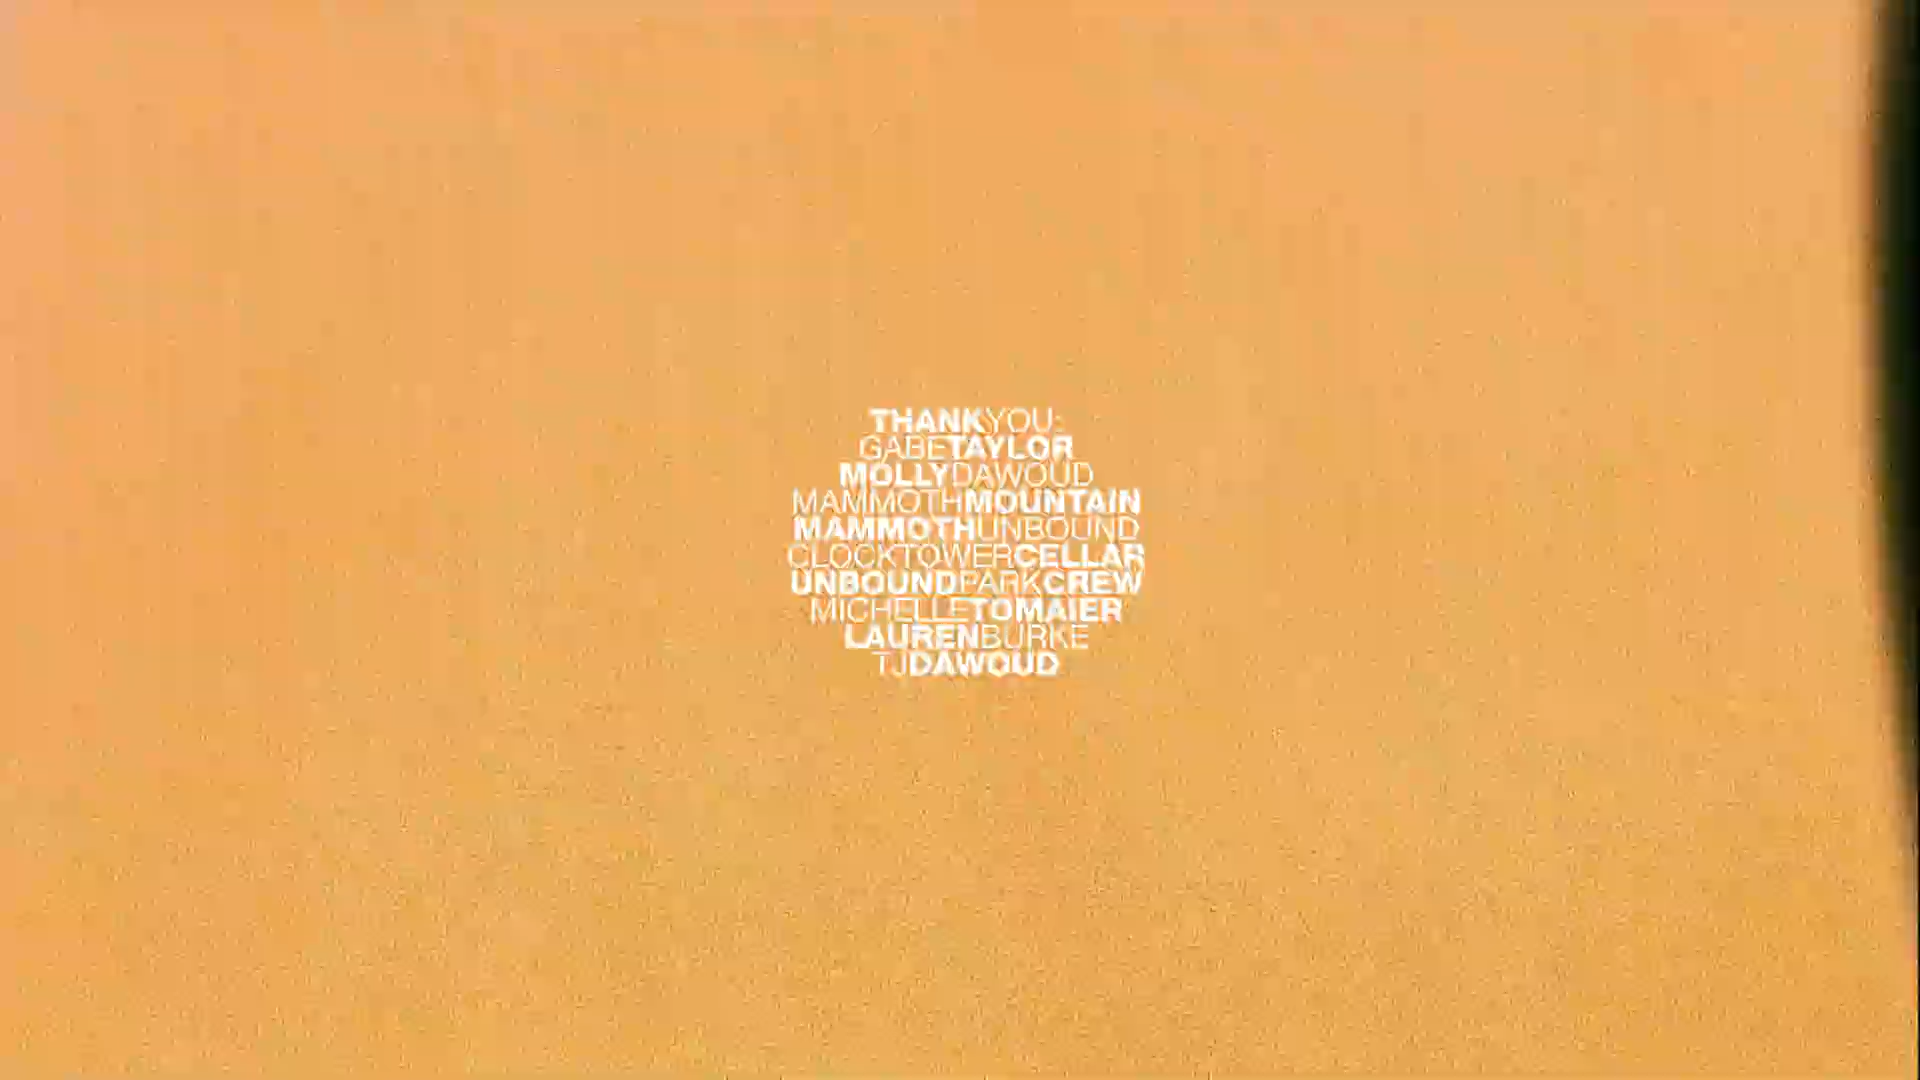 THANKYOU:
GABETAYLOR
MOLLYDAWOUD
MAMMOTHMOUNTAIN
MAMMOTHUNBOUND
CLOCKTOWERCELLAR
UNBOUNDPARKCREW
MICHELLETOMAIER
LAURENBURKE
TJDAWOUD